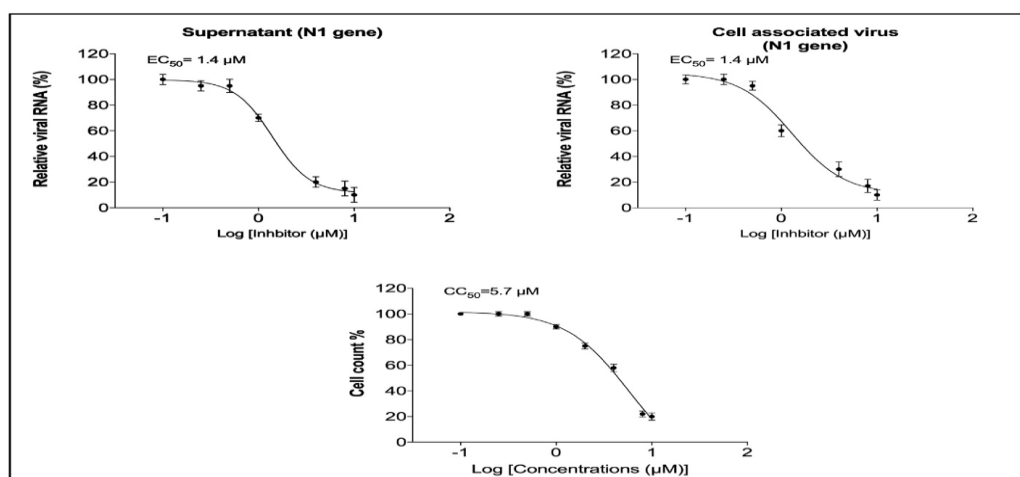 Supernatant (N1 gene)
EC50= 1.4 µM
Relative viral RNA (%)
120
100
80
60
40
20
0
-1 0 1 2
Log [Inhbitor (µM)]
Cell associated virus
(N1 gene)
EC50= 1.4 µM
Relative viral RNA (%)
120
100
80
60
40
20
0
-1 0 1 2
Log [Inhbitor (µM)]
CC50=5.7 µM
Cell count %
120
100
80
60
40
20
0
-1 0 1 2
Log [Concentrations (µM)]